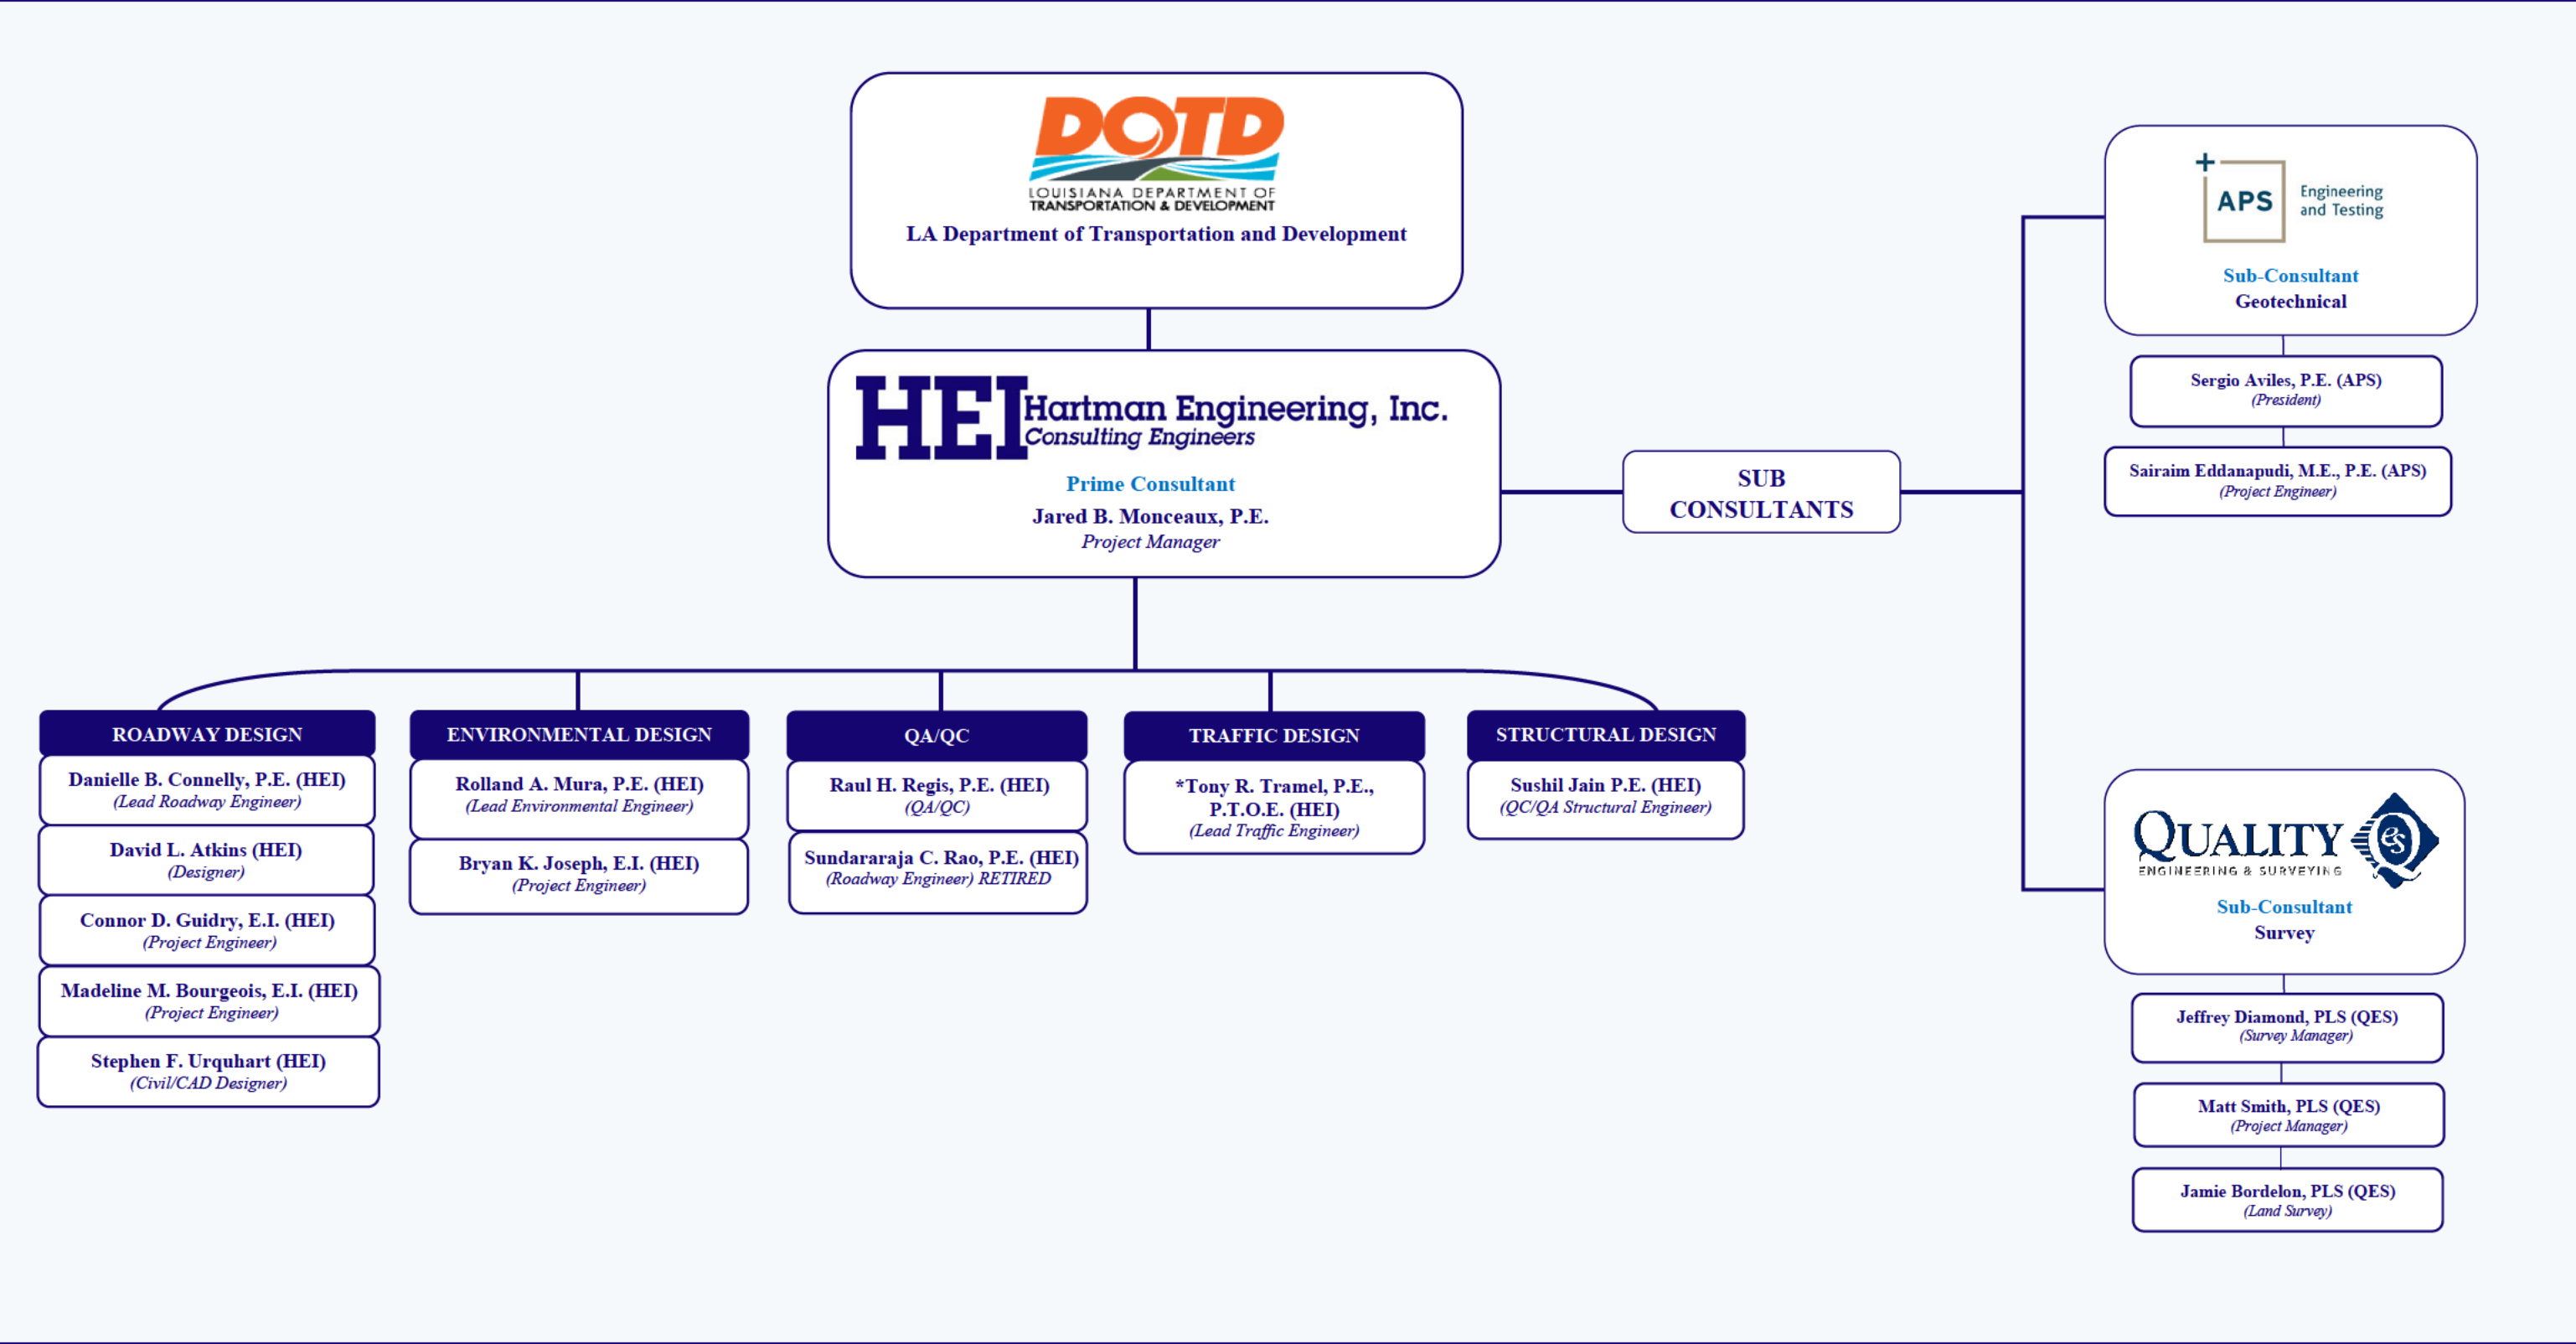 DOTD
LOUISIANA DEPARTMENT OF
TRANSPORTATION & DEVELOPMENT
LA Department of Transportation and Development
HEI Hartman Engineering, Inc.
Consulting Engineers
Prime Consultant
Jared B. Monceaux, P.E.
Project Manager
SUB
CONSULTANTS
APS
Engineering
and Testing
Sub-Consultant
Geotechnical
Sergio Aviles, P.E. (APS)
(President)
Sairaim Eddanapudi, M.E., P.E. (APS)
(Project Engineer)
ROADWAY DESIGN
Danielle B. Connelly, P.E. (HEI)
(Lead Roadway Engineer)
David L. Atkins (HEI)
(Designer)
Connor D. Guidry, E.I. (HEI)
(Project Engineer)
Madeline M. Bourgeois, E.I. (HEI)
(Project Engineer)
Stephen F. Urquhart (HEI)
(Civil/CAD Designer)
ENVIRONMENTAL DESIGN
Rolland A. Mura, P.E. (HEI)
(Lead Environmental Engineer)
Bryan K. Joseph, E.I. (HEI)
(Project Engineer)
QA/QC
Raul H. Regis, P.E. (HEI)
(QA/QC)
Sundararaja C. Rao, P.E. (HEI)
(Roadway Engineer) RETIRED
TRAFFIC DESIGN
*Tony R. Tramel, P.E.,
P.T.O.E. (HEI)
(Lead Traffic Engineer)
STRUCTURAL DESIGN
Sushil Jain P.E. (HEI)
(QC/QA Structural Engineer)
QUALITY
ENGINEERING & SURVEYING
QES
Sub-Consultant
Survey
Jeffrey Diamond, PLS (QES)
(Survey Manager)
Matt Smith, PLS (QES)
(Project Manager)
Jamie Bordelon, PLS (QES)
(Land Survey)